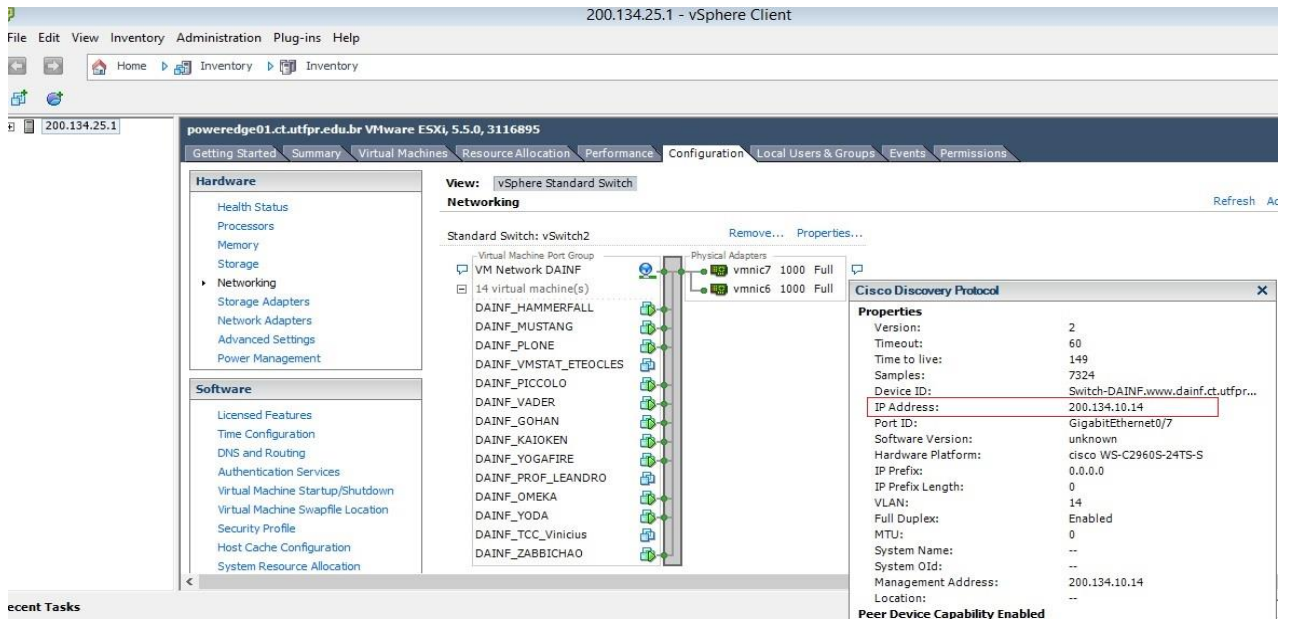 200.134.25.1 - vSphere Client
File Edit View Inventory Administration Plug-ins Help
Home Inventory Inventory
200.134.25.1
poweredge01.ct.utfpr.edu.br VMware ESXi, 5.5.0, 3116895
Getting Started Summary Virtual Machines Resource Allocation Performance Configuration Local Users & Groups Events Permissions
Hardware
Health Status
Processors
Memory
Storage
Networking
Storage Adapters
Network Adapters
Advanced Settings
Power Management
Software
Licensed Features
Time Configuration
DNS and Routing
Authentication Services
Virtual Machine Startup/Shutdown
Virtual Machine Swapfile Location
Security Profile
Host Cache Configuration
System Resource Allocation
View: vSphere Standard Switch
Networking
Refresh
Standard Switch: vSwitch2 Remove... Properties...
Virtual Machine Port Group
VM Network DAINF
14 virtual machine(s)
DAINF_HAMMERFALL
DAINF_MUSTANG
DAINF_PLONE
DAINF_VMSTAT_ETEOCLES
DAINF_PICCOLO
DAINF_VADER
DAINF_GOHAN
DAINF_KAIOKEN
DAINF_YOGAFIRE
DAINF_PROF_LEANDRO
DAINF_OMEKA
DAINF_YODA
DAINF_TCC_Vinicius
DAINF_ZABBICHAO
Physical Adapters
vmnic7 1000 Full
vmnic6 1000 Full
Cisco Discovery Protocol x
Properties
Version: 2
Timeout: 60
Time to live: 149
Samples: 7324
Device ID: Switch-DAINF.www.dainf.ct.utfpr...
IP Address: 200.134.10.14
Port ID: GigabitEthernet0/7
Software Version: unknown
Hardware Platform: cisco WS-C2960S-24TS-S
IP Prefix: 0.0.0.0
IP Prefix Length: 0
VLAN: 14
Full Duplex: Enabled
MTU: 0
System Name: --
System OId: --
Management Address: 200.134.10.14
Location: --
Peer Device Capability Enabled
ecent Tasks